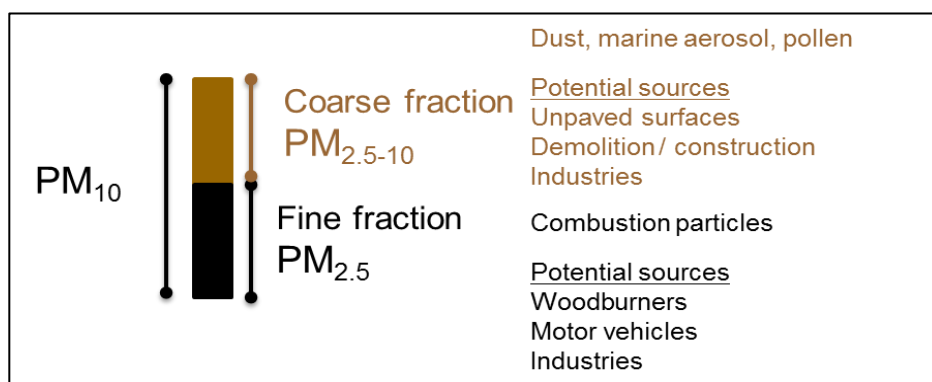 PM10
Coarse fraction
PM2.5-10
Fine fraction
PM2.5
Dust, marine aerosol, pollen
Potential sources
Unpaved surfaces
Demolition / construction
Industries
Combustion particles
Potential sources
Woodburners
Motor vehicles
Industries